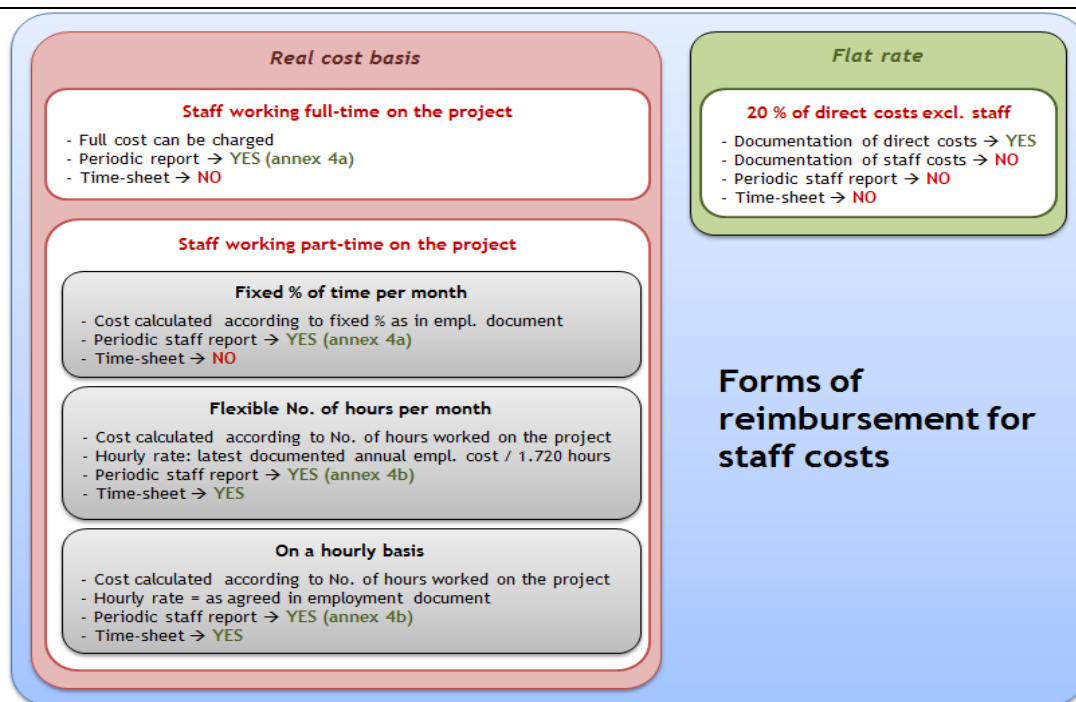 Real cost basis
Staff working full-time on the project
- Full cost can be charged
- Periodic report → YES (annex 4a)
- Time-sheet → NO
Staff working part-time on the project
Fixed % of time per month
- Cost calculated according to fixed % as in empl. document
- Periodic staff report → YES (annex 4a)
- Time-sheet → NO
Flexible No. of hours per month
- Cost calculated according to No. of hours worked on the project
- Hourly rate: latest documented annual empl. cost / 1.720 hours
- Periodic staff report → YES (annex 4b)
- Time-sheet → YES
On a hourly basis
- Cost calculated according to No. of hours worked on the project
- Hourly rate = as agreed in employment document
- Periodic staff report → YES (annex 4b)
- Time-sheet → YES
Flat rate
20 % of direct costs excl. staff
- Documentation of direct costs → YES
- Documentation of staff costs → NO
- Periodic staff report → NO
- Time-sheet → NO
Forms of
reimbursement for
staff costs